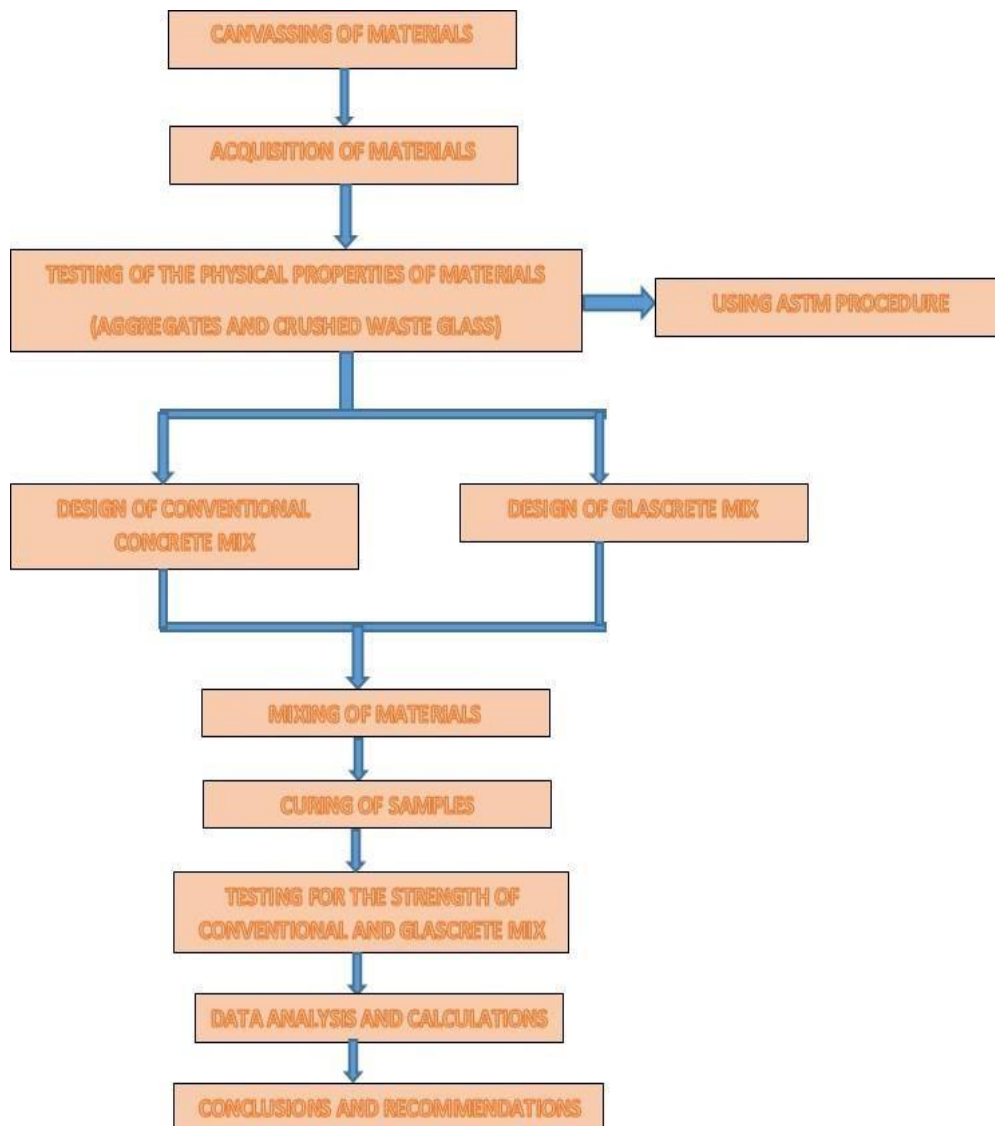 CANVASSING OF MATERIALS
ACQUISITION OF MATERIALS
TESTING OF THE PHYSICAL PROPERTIES OF MATERIALS
(AGGREGATES AND CRUSHED WASTE GLASS)
USING ASTM PROCEDURE
DESIGN OF CONVENTIONAL
CONCRETE MIX
DESIGN OF GLASCRETE MIX
MIXING OF MATERIALS
CURING OF SAMPLES
TESTING FOR THE STRENGTH OF
CONVENTIONAL AND GLASCRETE MIX
DATA ANALYSIS AND CALCULATIONS
CONCLUSIONS AND RECOMMENDATIONS